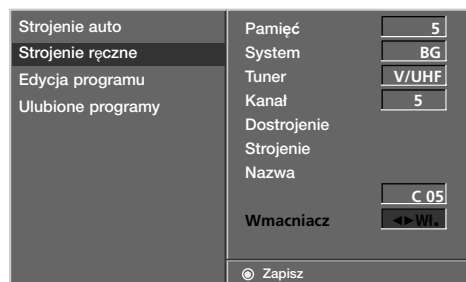 Strojenie auto
Strojenie ręczne
Edycja programu
Ulubione programy
Pamięć 5
System BG
Tuner V/UHF
Kanał 5
Dostrojenie
Strojenie
Nazwa
C 05
Wmacniacz ◄►Wł.
Zapisz